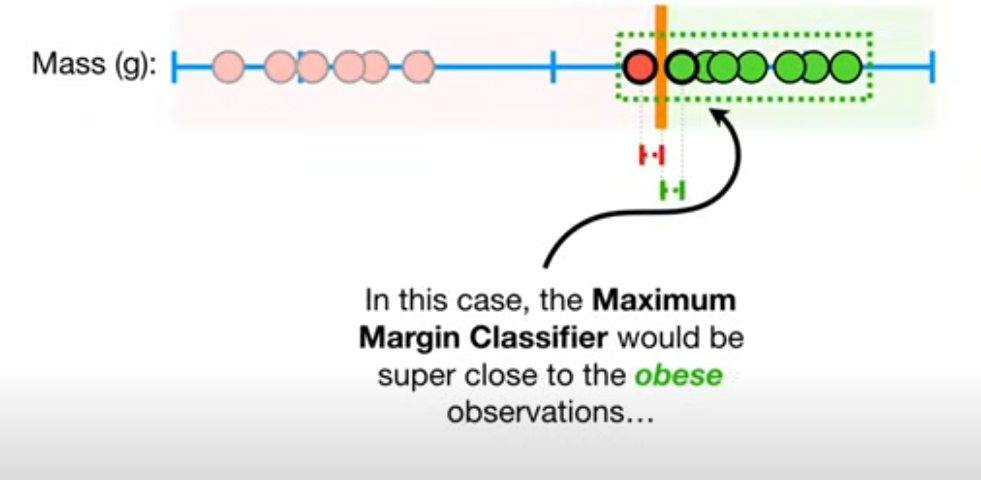 Mass (g):
In this case, the Maximum
Margin Classifier would be
super close to the obese
observations…